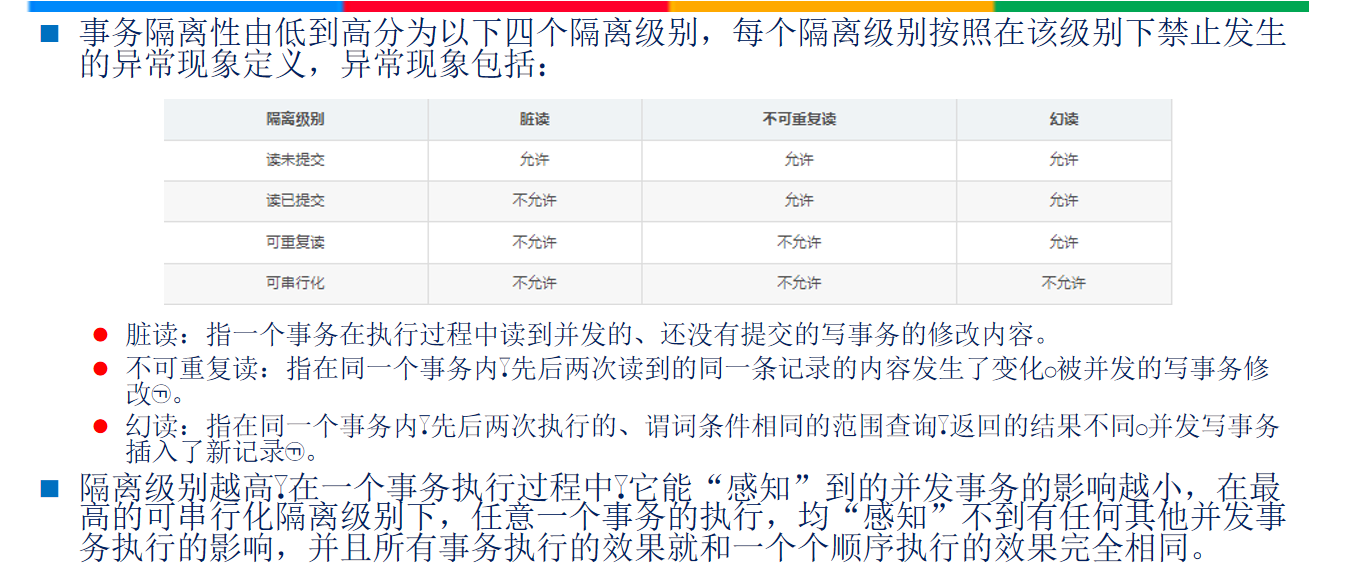 事务隔离性由低到高分为以下四个隔离级别，每个隔离级别按照在该级别下禁止发生
的异常现象定义，异常现象包括：
隔离级别 脏读 不可重复读 幻读
读未提交 允许 允许 允许
读已提交 不允许 允许 允许
可重复读 不允许 不允许 允许
可串行化 不允许 不允许 不允许
脏读：指一个事务在执行过程中读到并发的、还没有提交的写事务的修改内容。
不可重复读：指在同一个事务内⍢先后两次读到的同一条记录的内容发生了变化○被并发的写事务修
改㉠。
幻读：指在同一个事务内⍢先后两次执行的、谓词条件相同的范围查询⍢返回的结果不同○并发写事务
插入了新记录㉠。
隔离级别越高⍢在一个事务执行过程中⍢它能“感知”到的并发事务的影响越小，在最
高的可串行化隔离级别下，任意一个事务的执行，均“感知”不到有任何其他并发事
务执行的影响，并且所有事务执行的效果就和一个个顺序执行的效果完全相同。